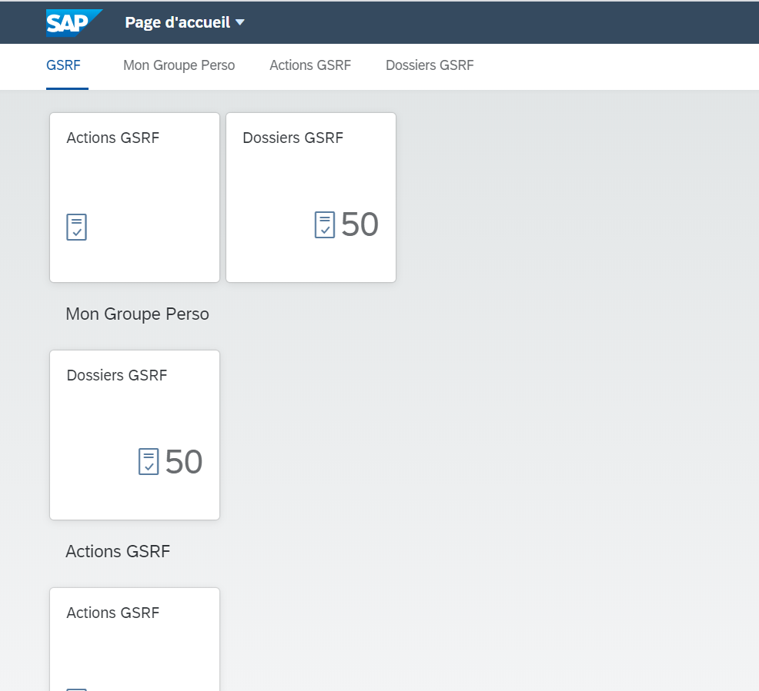 SAP Page d'accueil
GSRF Mon Groupe Perso Actions GSRF Dossiers GSRF
Actions GSRF
Dossiers GSRF
50
Mon Groupe Perso
Dossiers GSRF
50
Actions GSRF
Actions GSRF